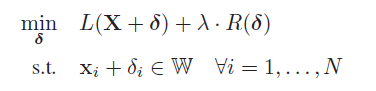 min L(X + δ) + λ · R(δ)
δ
s.t. xᵢ + δᵢ ∈ 𝕎 ∀i = 1, . . . , N